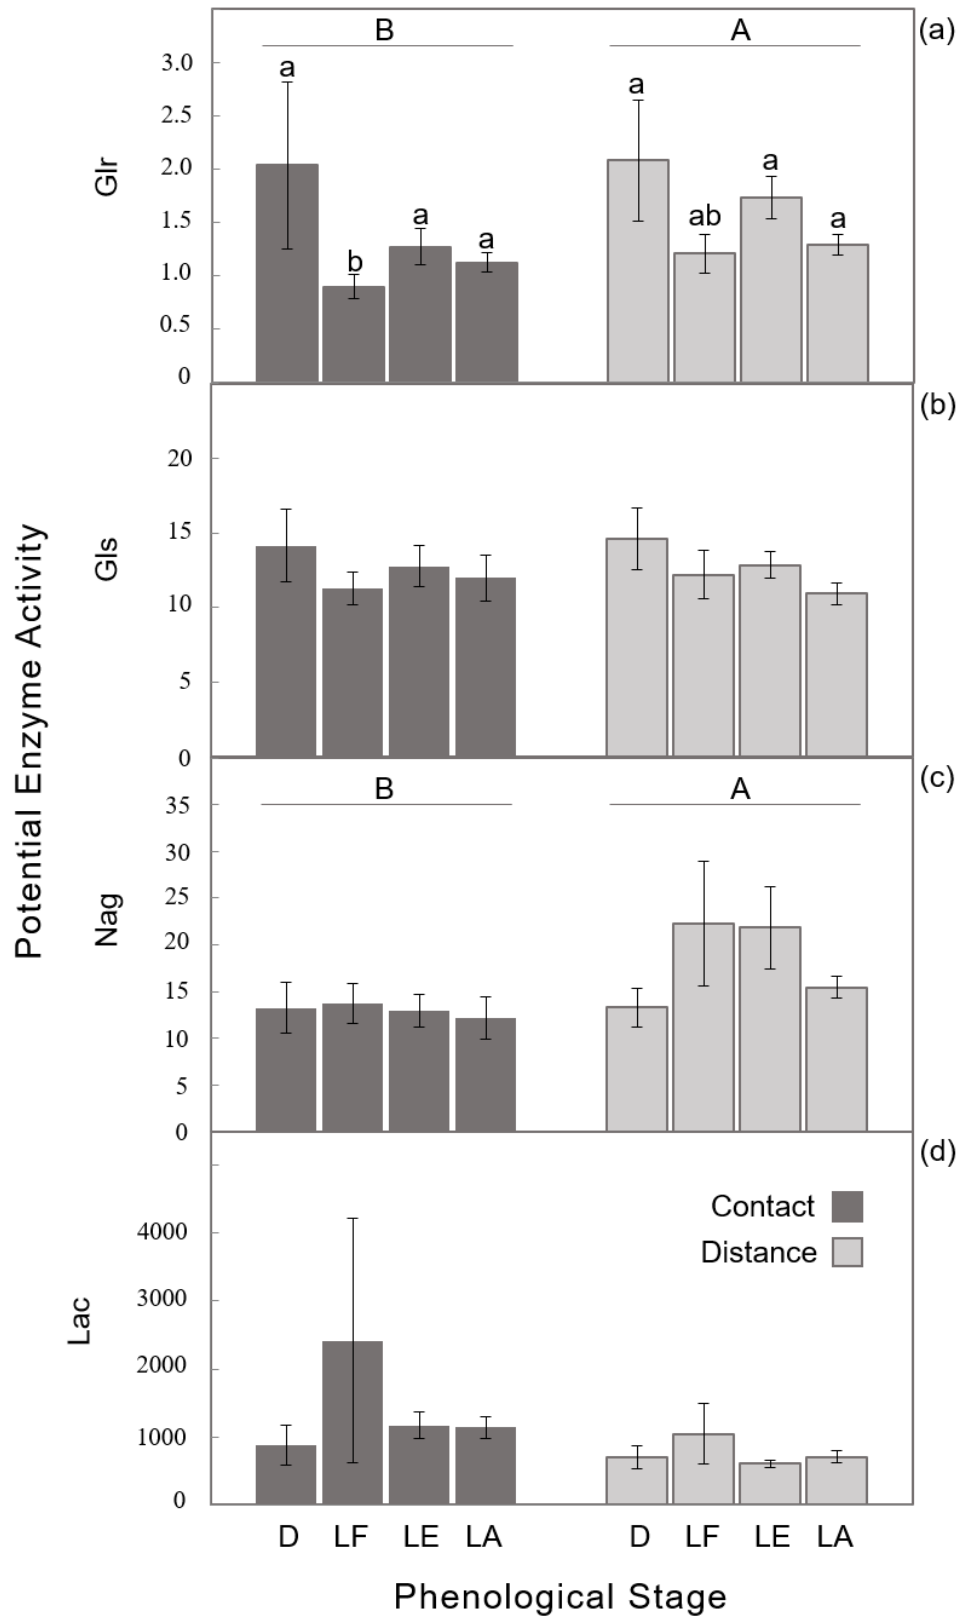 B A (a)
3.0
2.5
2.0
1.5
1.0
0.5
0
Glr
a b a a
a ab a a
(b)
20
15
10
5
0
Gls
Potential Enzyme Activity
B A (c)
35
30
25
20
15
10
5
0
Nag
(d)
4000
3000
2000
1000
0
Lac
Contact
Distance
D LF LE LA D LF LE LA
Phenological Stage